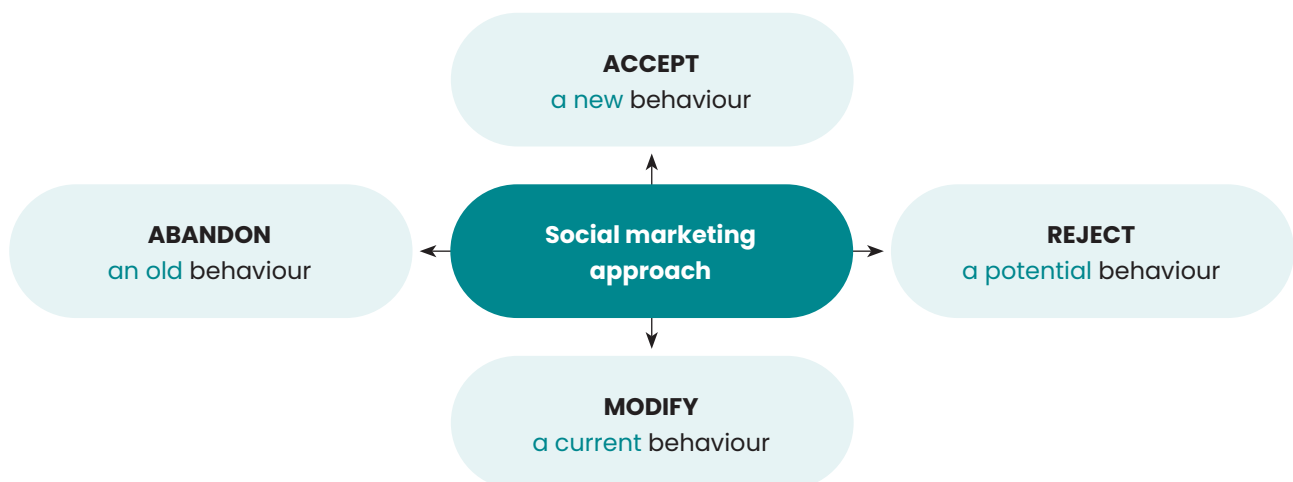 ACCEPT
a new behaviour
ABANDON
an old behaviour
Social marketing
approach
REJECT
a potential behaviour
MODIFY
a current behaviour